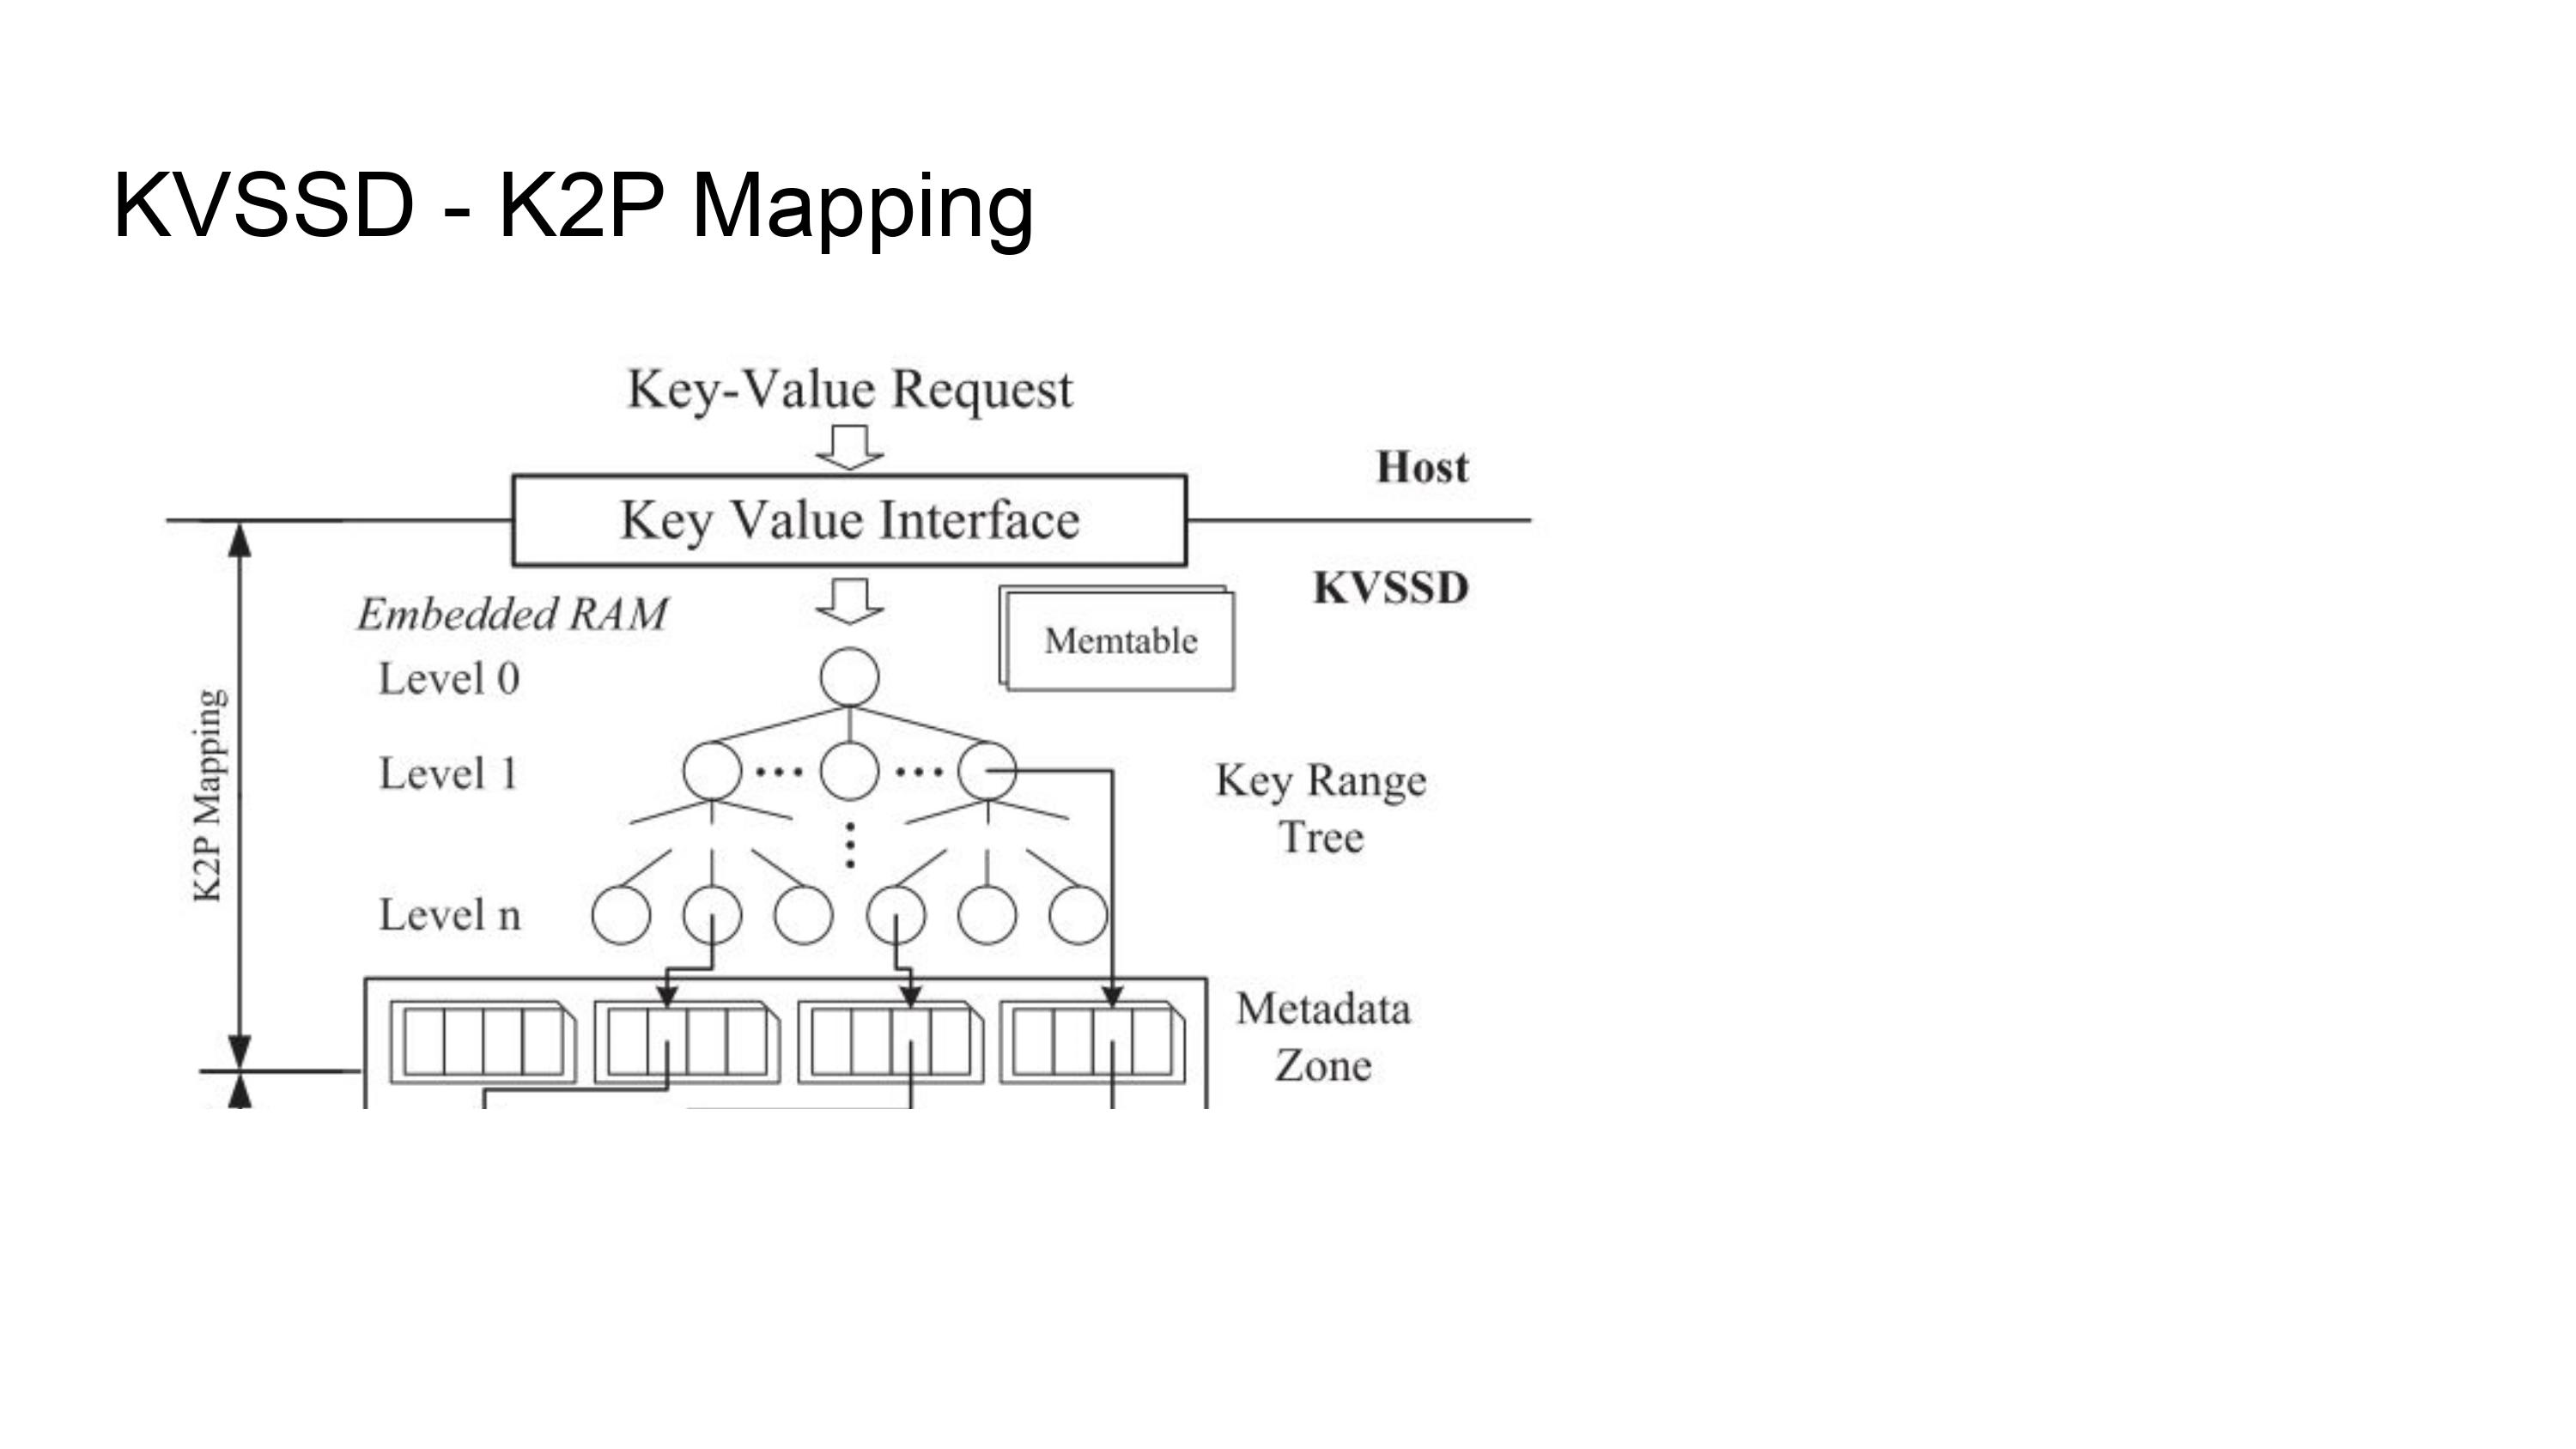 KVSSD - K2P Mapping
Key-Value Request
Host
Key Value Interface
KVSSD
Embedded RAM
Memtable
Level 0
Level 1
Key Range
Tree
K2P Mapping
Level n
Metadata
Zone